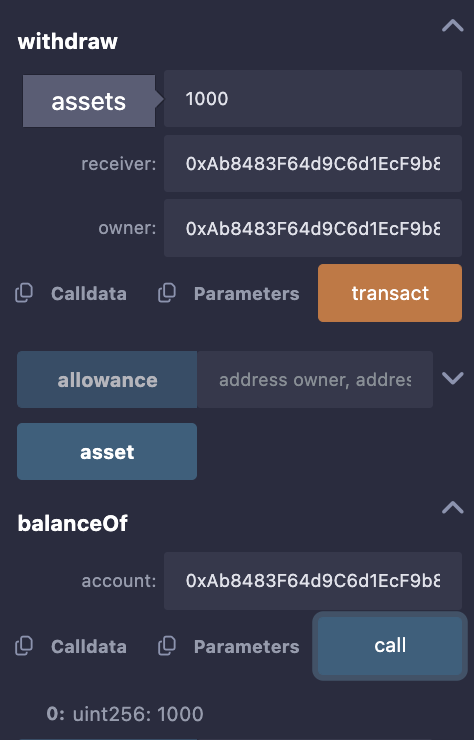 withdraw
assets 1000
receiver: 0xAb8483F64d9C6d1EcF9b8
owner: 0xAb8483F64d9C6d1EcF9b8
Calldata Parameters transact
allowance address owner, addres
asset
balanceOf
account: 0xAb8483F64d9C6d1EcF9b8
Calldata Parameters call
0: uint256: 1000